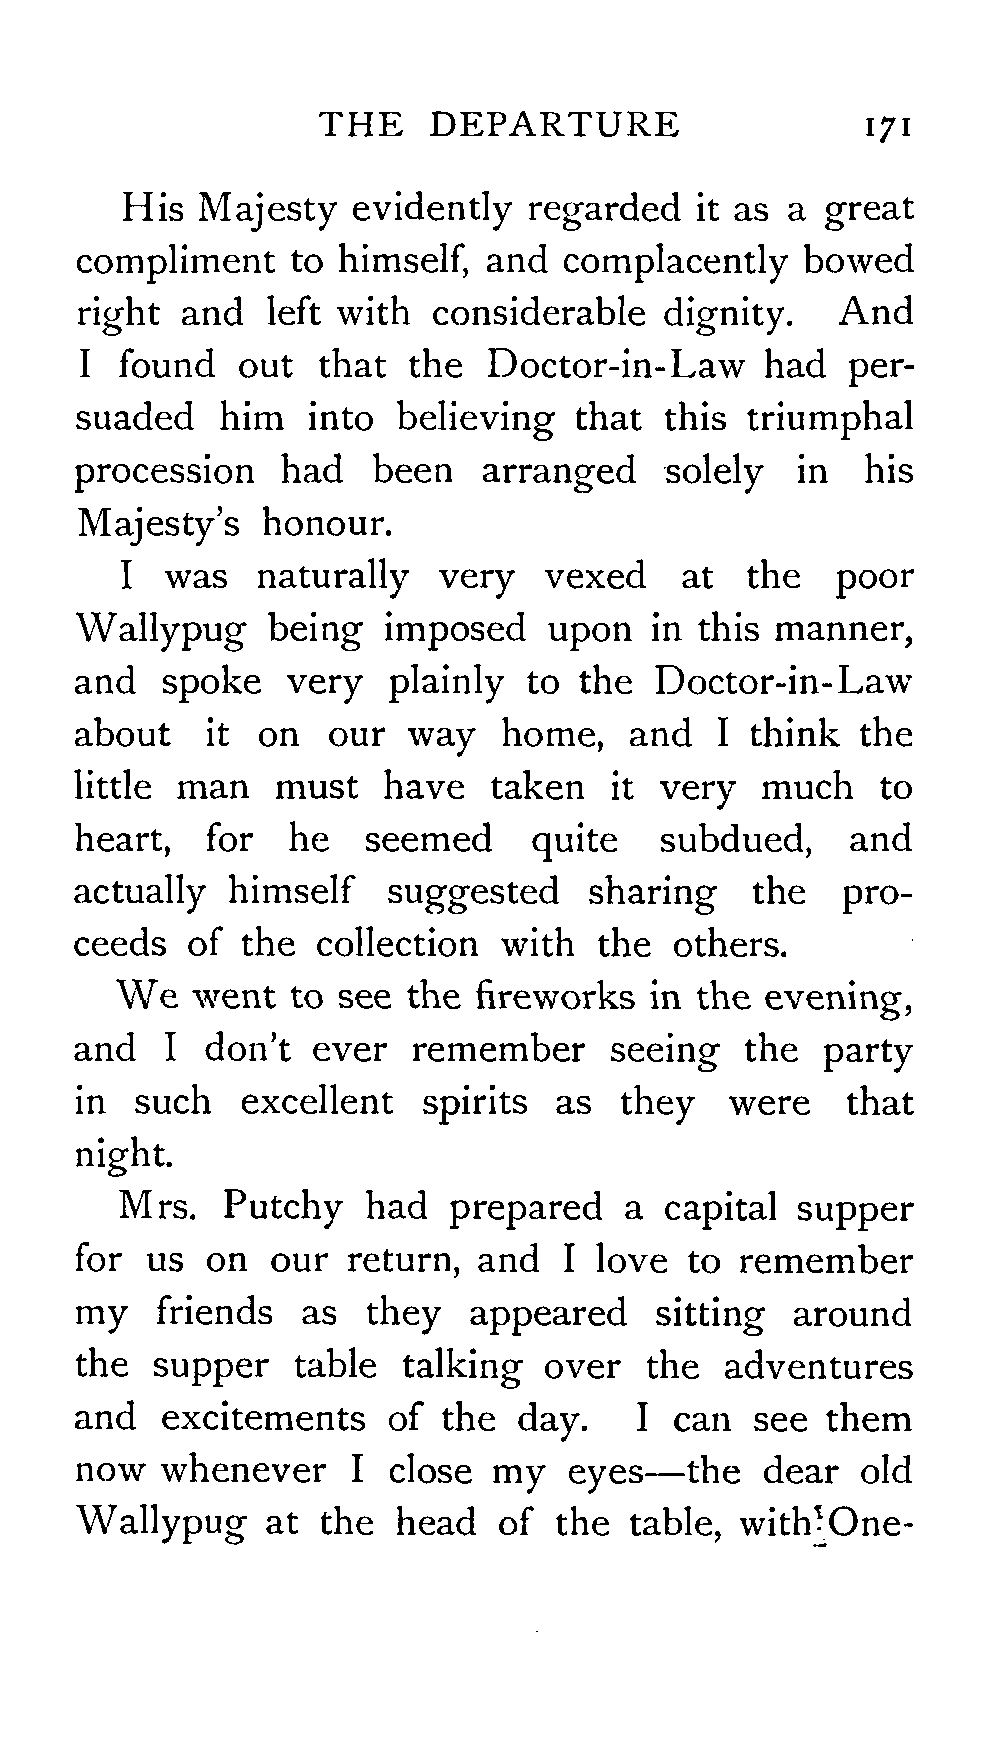 THE DEPARTURE 171
His Majesty evidently regarded it as a great
compliment to himself, and complacently bowed
right and left with considerable dignity. And
I found out that the Doctor-in-Law had per-
suaded him into believing that this triumphal
procession had been arranged solely in his
Majesty's honour.
I was naturally very vexed at the poor
Wallypug being imposed upon in this manner,
and spoke very plainly to the Doctor-in-Law
about it on our way home, and I think the
little man must have taken it very much to
heart, for he seemed quite subdued, and
actually himself suggested sharing the pro-
ceeds of the collection with the others.
We went to see the fireworks in the evening,
and I don't ever remember seeing the party
in such excellent spirits as they were that
night.
Mrs. Putchy had prepared a capital supper
for us on our return, and I love to remember
my friends as they appeared sitting around
the supper table talking over the adventures
and excitements of the day. I can see them
now whenever I close my eyes—the dear old
Wallypug at the head of the table, with One-